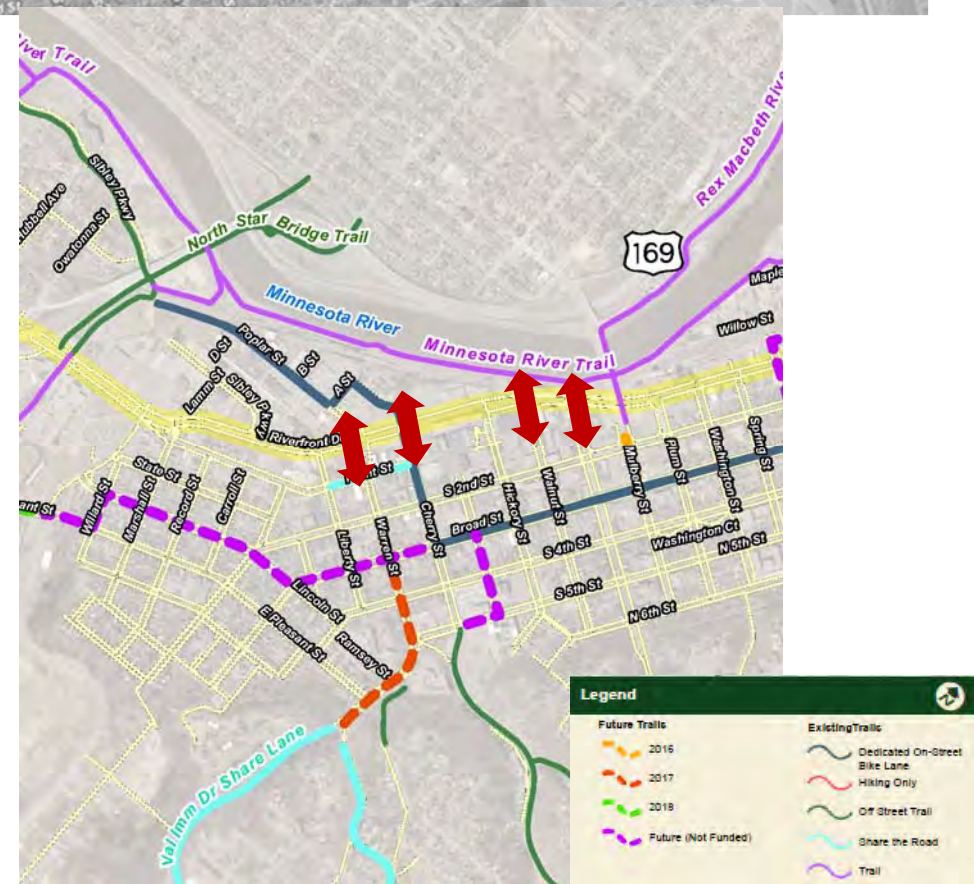 River Trail
Sibley Pkwy
Hubbell Ave
Owatonna St
North Star Bridge Trail
Rex Macbeth River
169
Maple
Minnesota River
Willow St
Minnesota River Trail
Poplar St
B St
A St
D St
Lamm St
Sibley Pkwy
Riverfront D
State St
S 2nd St
Mulberry St
Plum St
Washington St
Spring St
Willard St
Marshall St
Record St
Carroll St
Hickory St
Walnut St
ant St
Broad St
Cherry St
Warren St
Liberty St
S 4th St
Washington Ct
N 5th St
S 5th St
N 6th St
Lincoln St
E Pleasant St
Ramsey St
Val Imm Dr Share Lane
Legend
Future Trails
2016
2017
2018
Future (Not Funded)
ExistingTrails
Dedicated On-Street
Bike Lane
Hiking Only
Off Street Trail
Share the Road
Trail